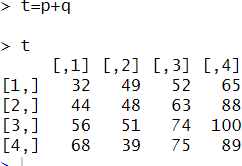 > t=p+q
> t
[,1] [,2] [,3] [,4]
[1,] 32 49 52 65
[2,] 44 48 63 88
[3,] 56 51 74 100
[4,] 68 39 75 89
>